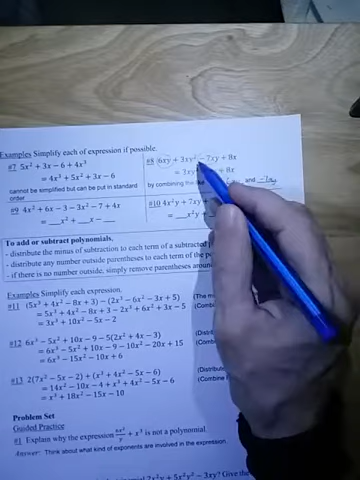 Examples Simplify each of expression if possible.
#7 5x² + 3x − 6 + 4x³
= 4x³ + 5x² + 3x − 6
cannot be simplified but can be put in standard
order
#8 6xy + 3xy² − 7xy + 8x
= 3xy + 8x
by combining the and −7xy
#9 4x² + 6x − 3 − 3x² − 7 + 4x
= __x² + __x − __
#10 4x²y + 7xy +
= __x²y +
To add or subtract polynomials,
- distribute the minus of subtraction to each term of a subtracted
- distribute any number outside parentheses to each term of the
- if there is no number outside, simply remove parentheses around
Examples Simplify each expression.
#11 (5x³ + 4x² − 8x + 3) − (2x³ − 6x² − 3x + 5)
= 5x³ + 4x² − 8x + 3 − 2x³ + 6x² + 3x − 5
= 3x³ + 10x² − 5x − 2
#12 6x³ − 5x² + 10x − 9 − 5(2x² + 4x − 3)
= 6x³ − 5x² + 10x − 9 − 10x² − 20x + 15
= 6x³ − 15x² − 10x + 6
#13 2(7x² − 5x − 2) + (x³ + 4x² − 5x − 6)
= 14x² − 10x − 4 + x³ + 4x² − 5x − 6
= x³ + 18x² − 15x − 10
Problem Set
Guided Practice
#1 Explain why the expression + x³ is not a polynomial.
Answer: Think about what kind of exponents are involved in the expression.